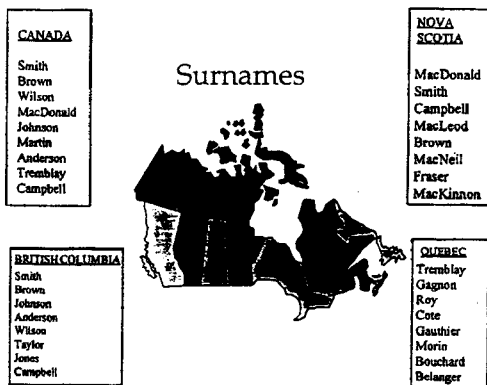 CANADA
Smith
Brown
Wilson
MacDonald
Johnson
Martin
Anderson
Tremblay
Campbell
Surnames
NOVA
SCOTIA
MacDonald
Smith
Campbell
MacLeod
Brown
MacNeil
Fraser
MacKinnon
BRITISH COLUMBIA
Smith
Brown
Johnson
Anderson
Wilson
Taylor
Jones
Campbell
QUEBEC
Tremblay
Gagnon
Roy
Cote
Gauthier
Morin
Bouchard
Belanger